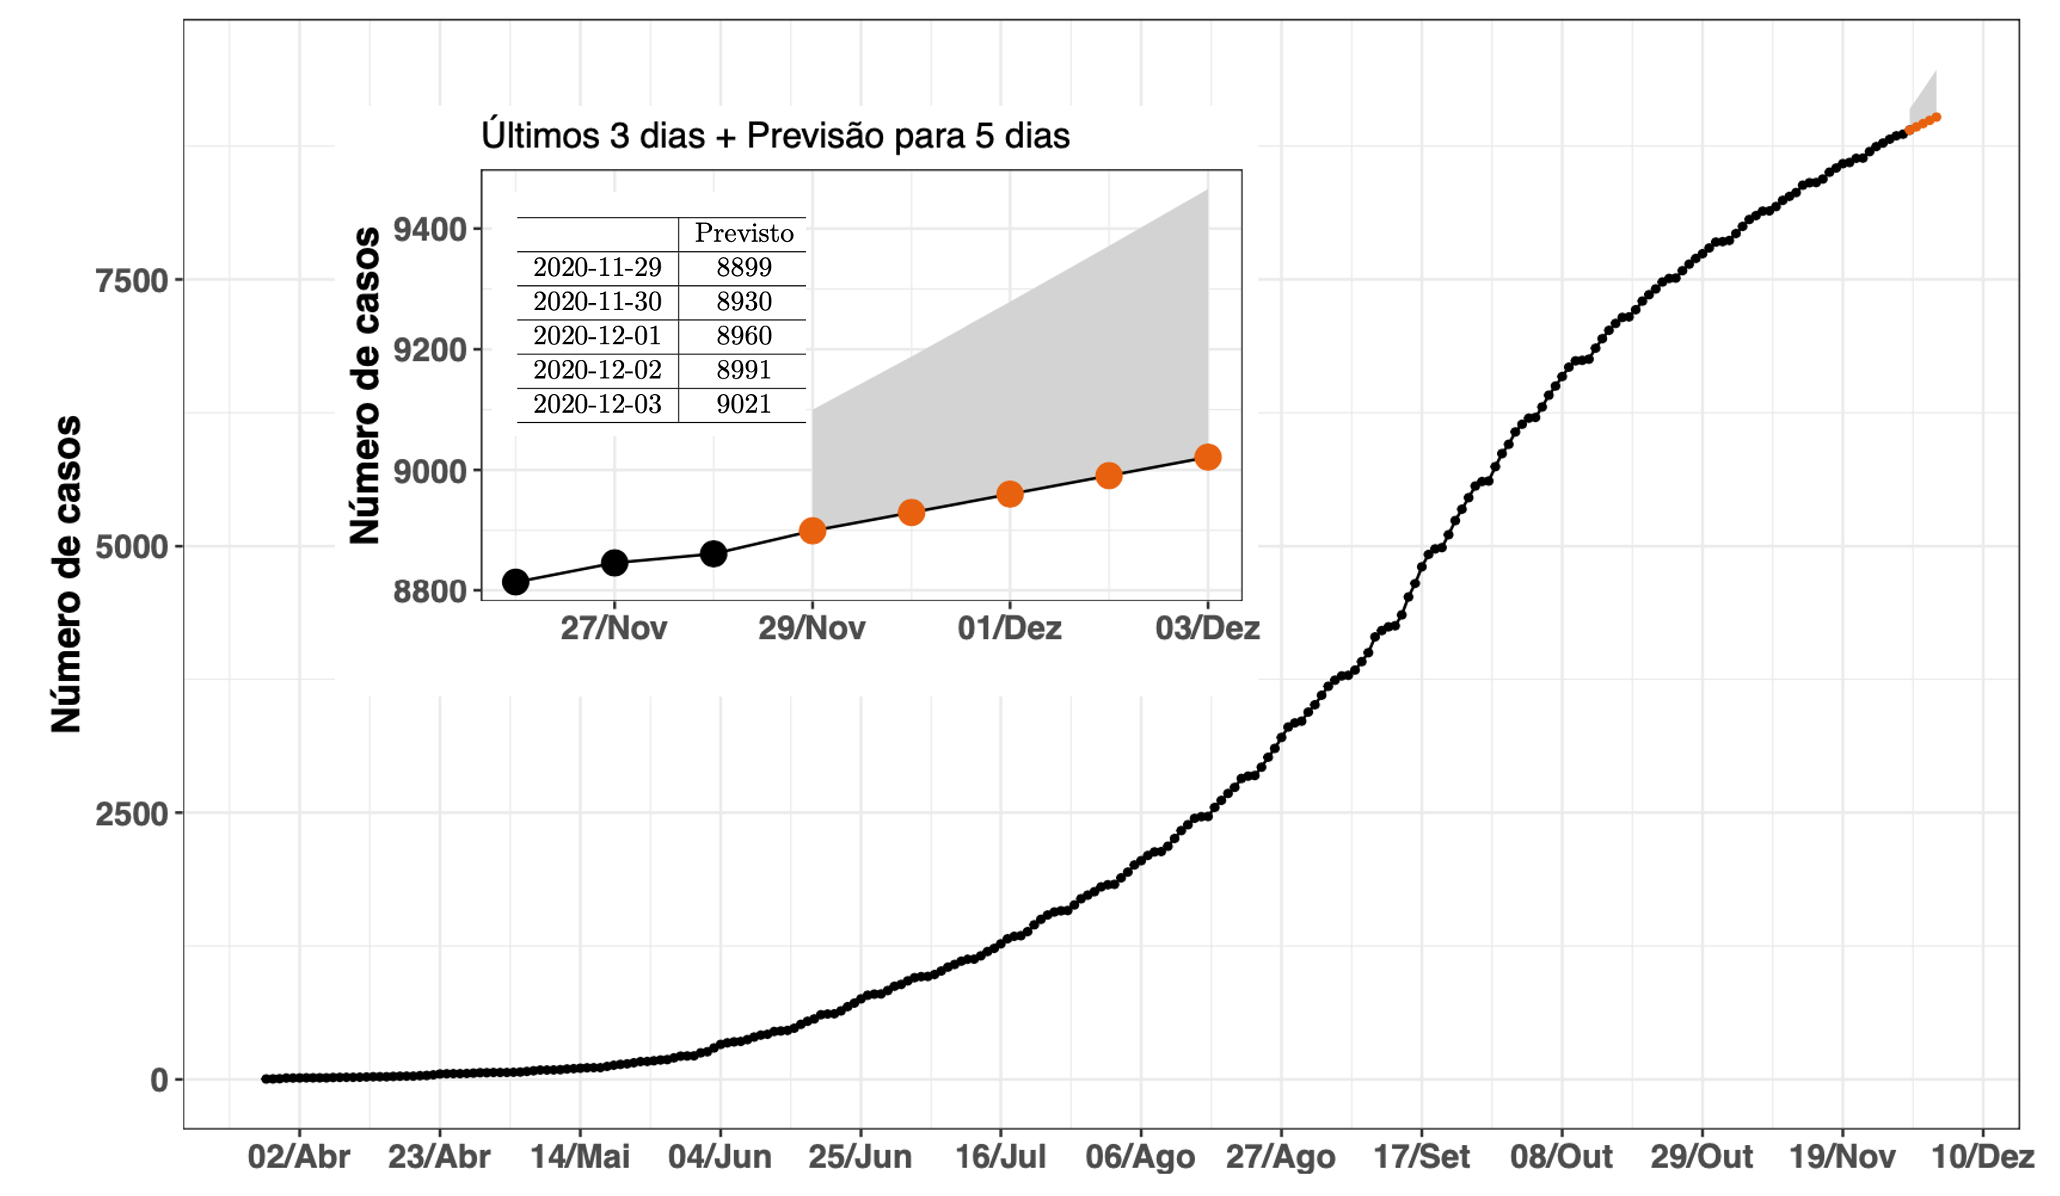 Últimos 3 dias + Previsão para 5 dias
Número de casos
9400
9200
9000
8800
Previsto
2020-11-29 8899
2020-11-30 8930
2020-12-01 8960
2020-12-02 8991
2020-12-03 9021
27/Nov 29/Nov 01/Dez 03/Dez
Número de casos
7500
5000
2500
0
02/Abr 23/Abr 14/Mai 04/Jun 25/Jun 16/Jul 06/Ago 27/Ago 17/Set 08/Out 29/Out 19/Nov 10/Dez